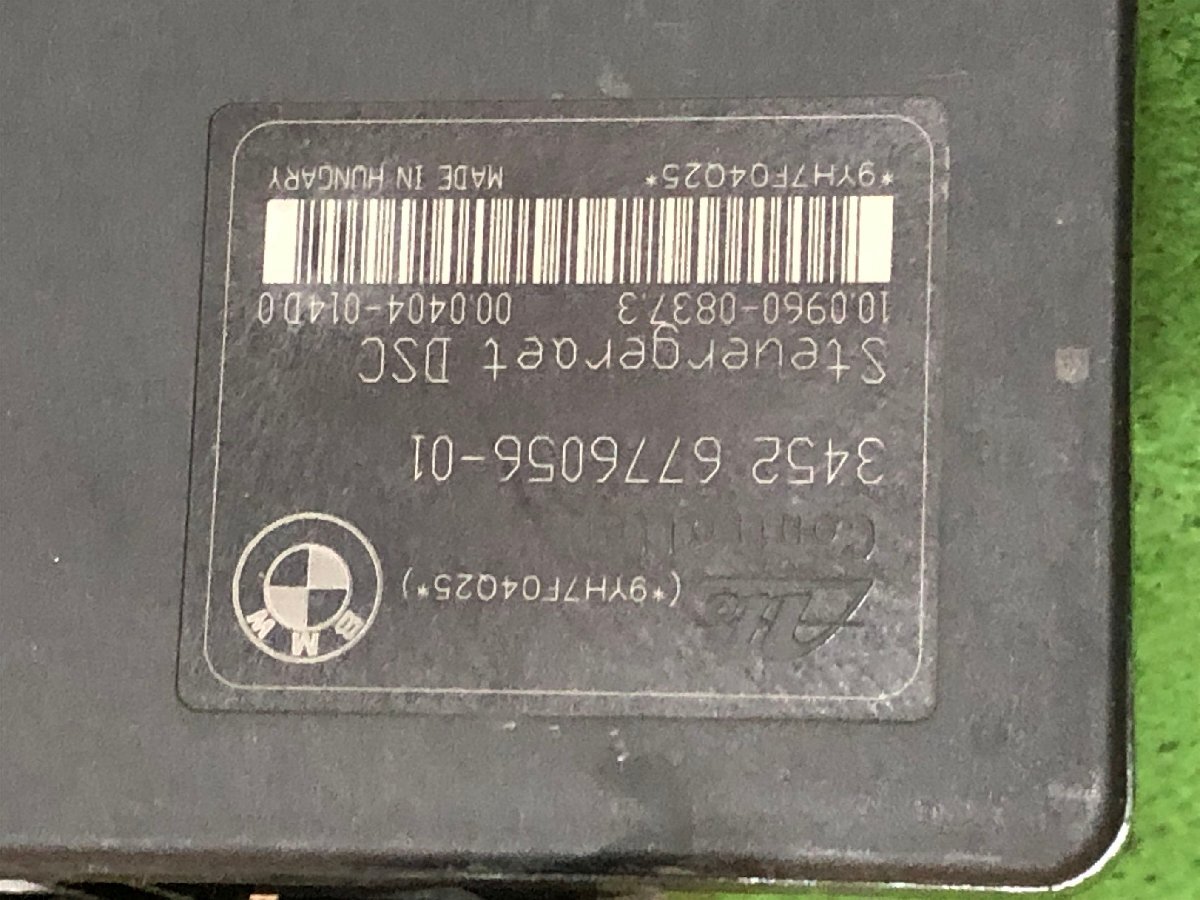 (*9YH7F04Q25*)
BMW
Controlle
3452 6776056-01
Steuergeraet DSC
10.0960-0837.3 00.0404-014D.0
*9YH7F04Q25* MADE IN HUNGARY